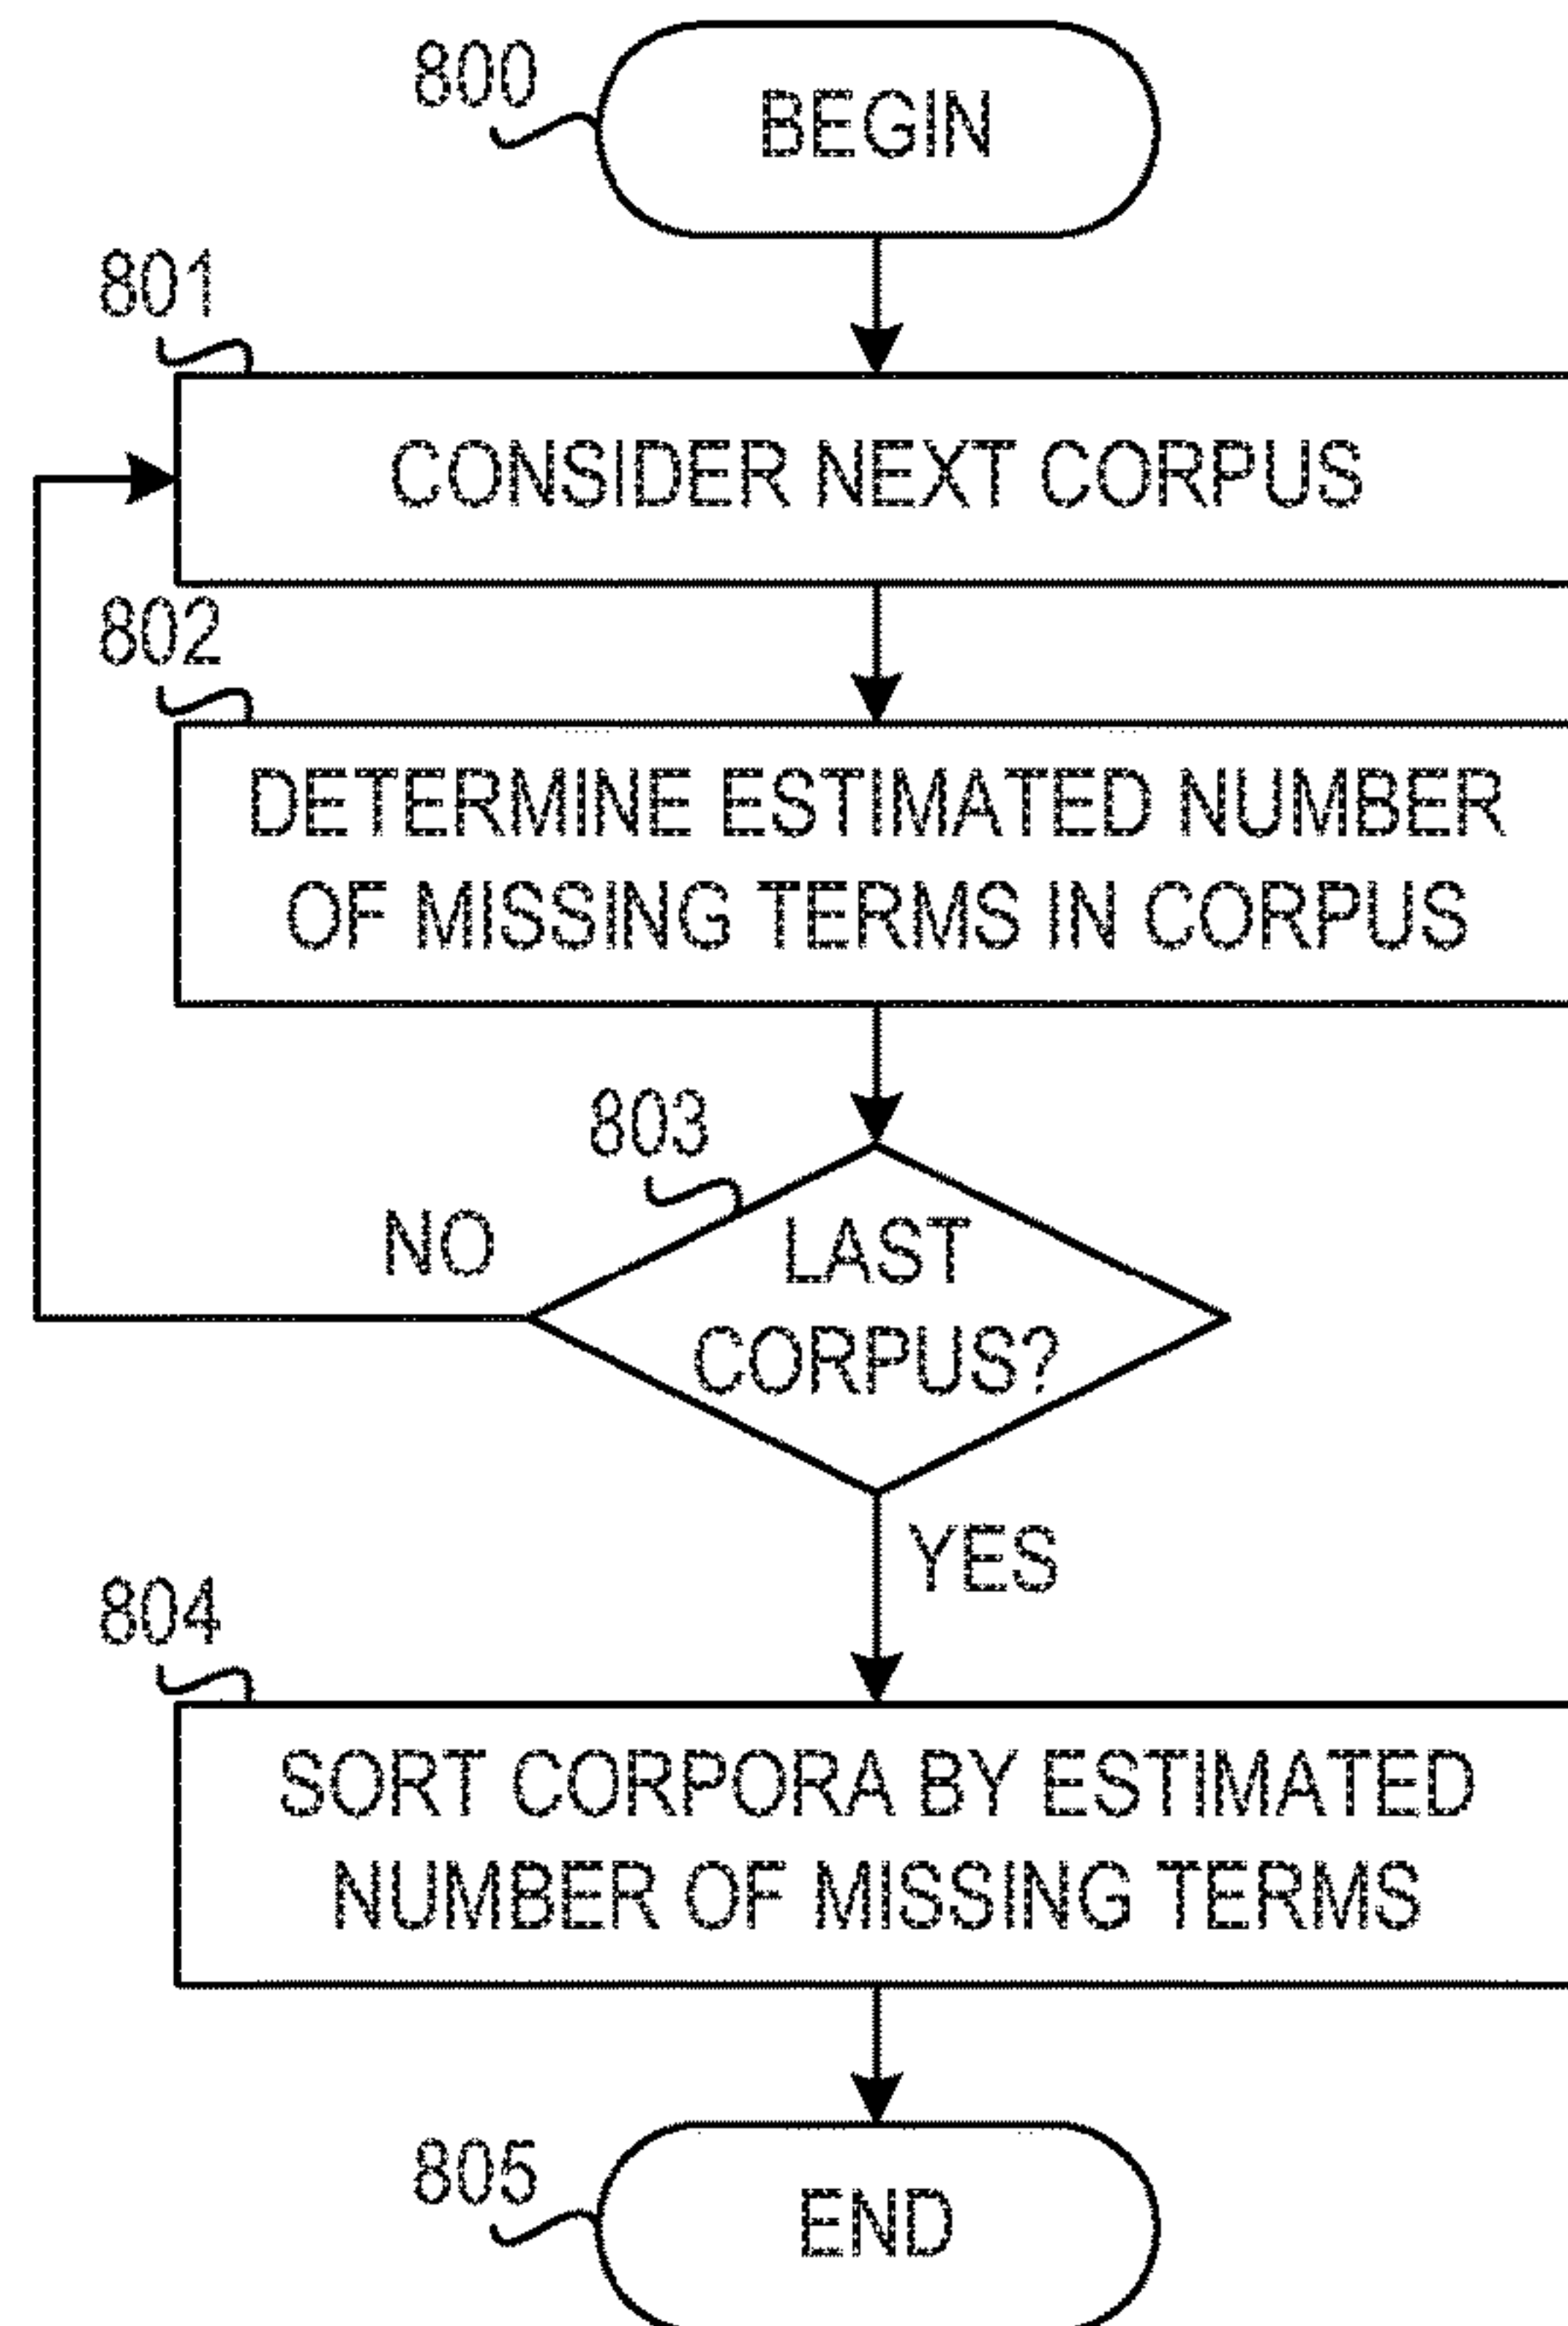 800
BEGIN
801
CONSIDER NEXT CORPUS
802
DETERMINE ESTIMATED NUMBER
OF MISSING TERMS IN CORPUS
803
NO
LAST
CORPUS?
YES
804
SORT CORPORA BY ESTIMATED
NUMBER OF MISSING TERMS
805
END